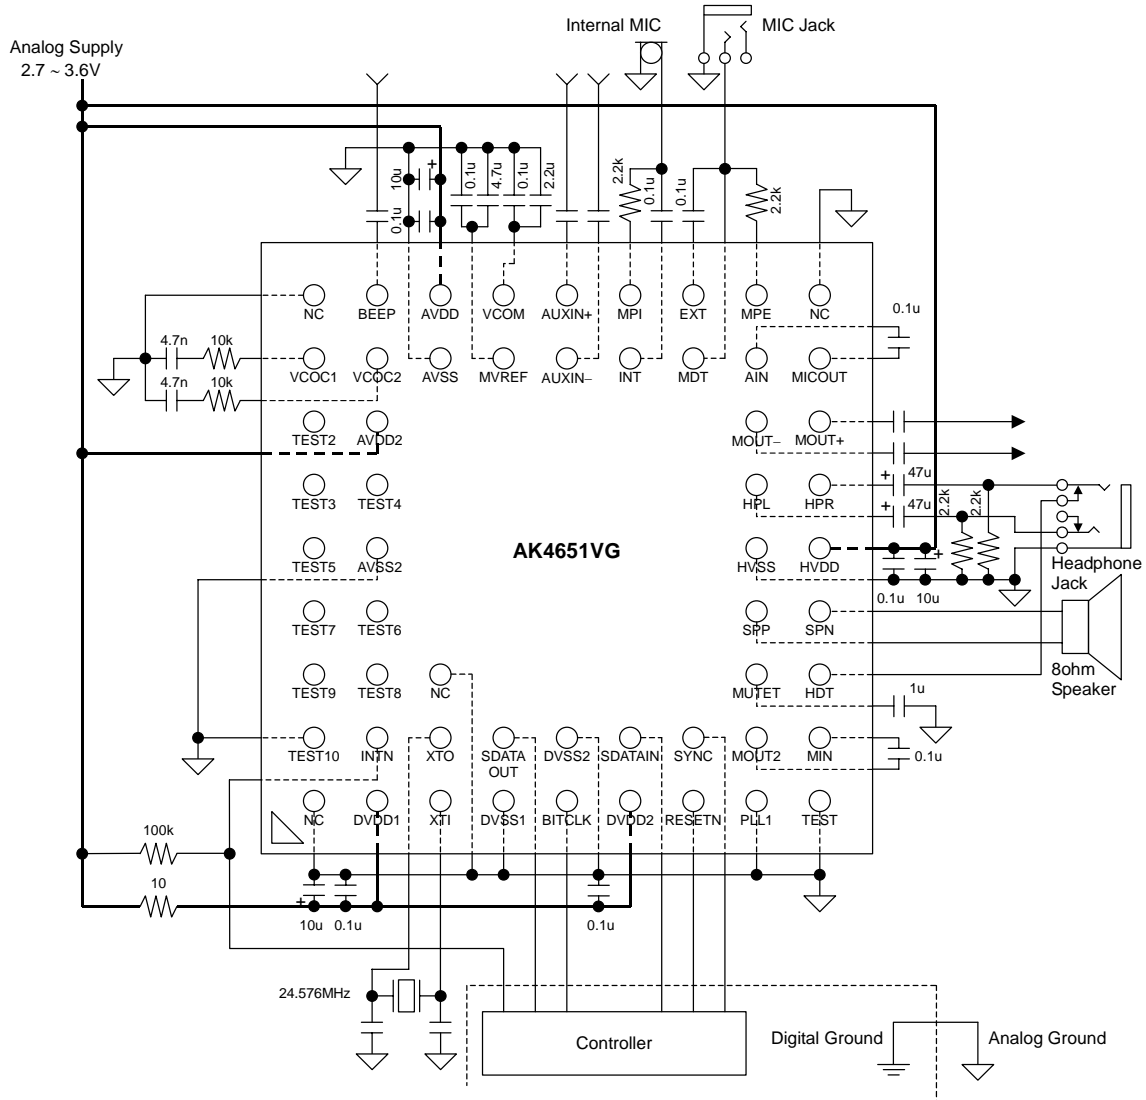 Internal MIC
MIC Jack
Analog Supply
2.7 ~ 3.6V
10u
0.1u
0.1u
4.7u
0.1u
2.2u
2.2k
0.1u
0.1u
2.2k
NC
BEEP
AVDD
VCOM
AUXIN+
MPI
EXT
MPE
NC
0.1u
4.7n
10k
VCOC1
VCOC2
AVSS
MVREF
AUXIN–
INT
MDT
AIN
MICOUT
4.7n
10k
TEST2
AVDD2
MOUT–
MOUT+
TEST3
TEST4
HPL
HPR
+
47u
+
47u
2.2k
2.2k
AK4651VG
TEST5
AVSS2
HVSS
HVDD
+
0.1u
10u
Headphone
Jack
TEST7
TEST6
SPP
SPN
8ohm
Speaker
TEST9
TEST8
NC
MUTET
HDT
1u
TEST10
INTN
XTO
SDATA
OUT
DVSS2
SDATAIN
SYNC
MOUT2
MIN
0.1u
NC
DVDD1
XTI
DVSS1
BITCLK
DVDD2
RESETN
PLL1
TEST
100k
10
+
10u
0.1u
0.1u
24.576MHz
Controller
Digital Ground
Analog Ground